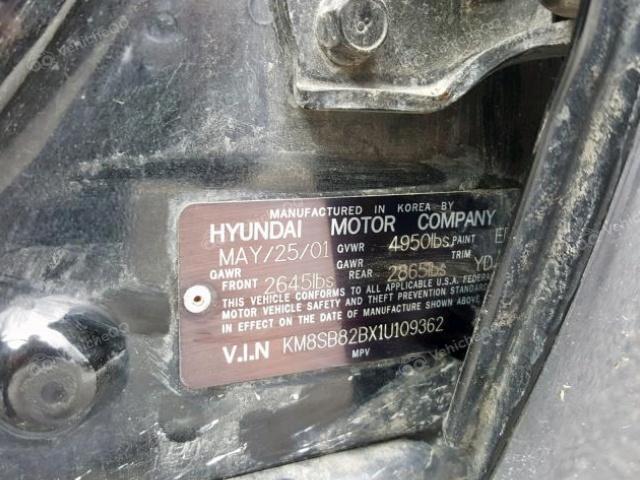 MANUFACTURED IN KOREA BY
HYUNDAI MOTOR COMPANY
MAY/25/01 GVWR 4950lbs PAINT
GAWR FRONT 2645lbs GAWR REAR 2865lbs TRIM YD
THIS VEHICLE CONFORMS TO ALL APPLICABLE U.S.A. FEDERAL
MOTOR VEHICLE SAFETY AND THEFT PREVENTION STANDARDS
IN EFFECT ON THE DATE OF MANUFACTURE SHOWN ABOVE.
V.I.N KM8SB82BX1U109362
MPV